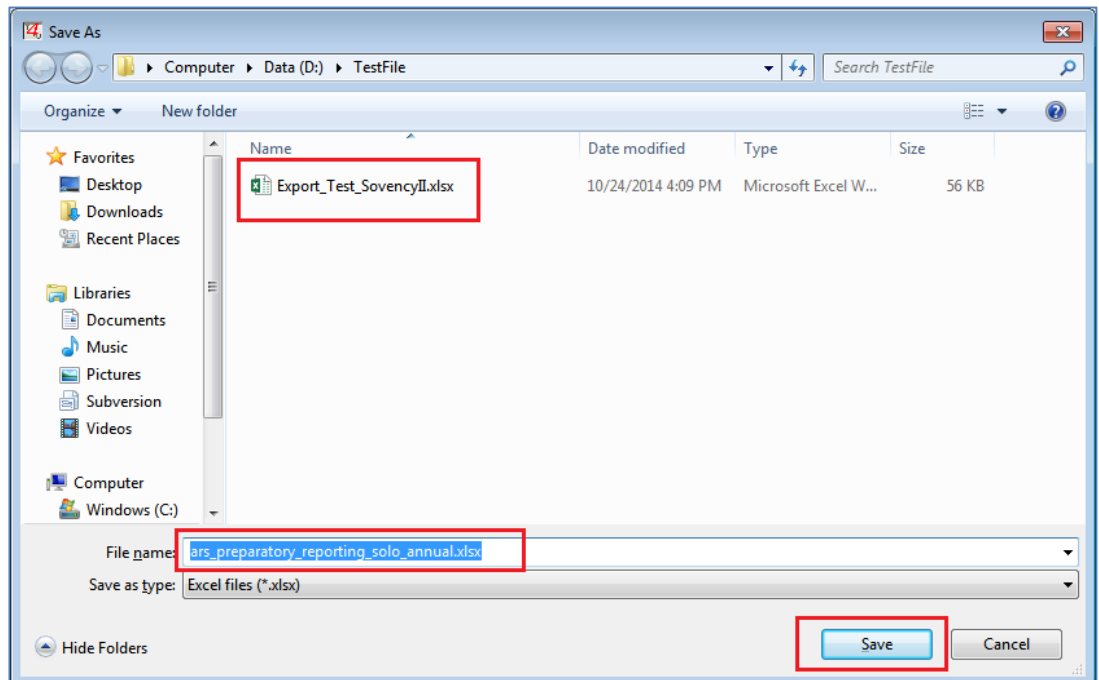 Save As
Computer Data (D:) TestFile Search TestFile
Organize New folder
Name Date modified Type Size
Export_Test_SovencyII.xlsx 10/24/2014 4:09 PM Microsoft Excel W... 56 KB
Favorites
Desktop
Downloads
Recent Places
Libraries
Documents
Music
Pictures
Subversion
Videos
Computer
Windows (C:)
File name: ars_preparatory_reporting_solo_annual.xlsx
Save as type: Excel files (*.xlsx)
Hide Folders Save Cancel